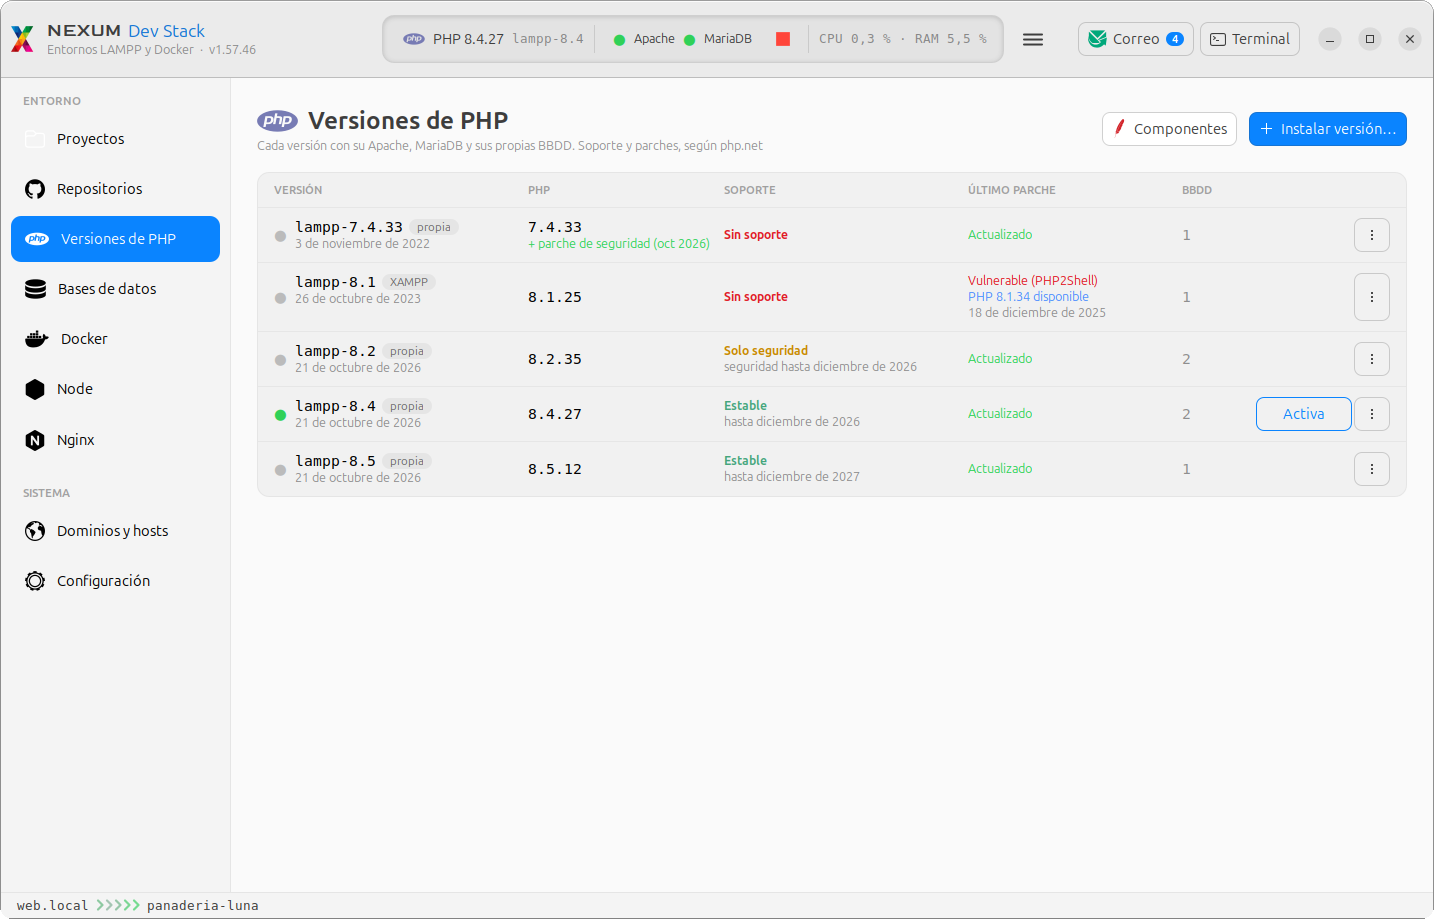 NEXUM Dev Stack
Entornos LAMPP y Docker · v1.57.46
php PHP 8.4.27 lampp-8.4 Apache MariaDB CPU 0,3 % · RAM 5,5 %
Correo 4
Terminal
ENTORNO
Proyectos
Repositorios
php Versiones de PHP
Bases de datos
Docker
Node
N Nginx
SISTEMA
Dominios y hosts
Configuración
php Versiones de PHP
Cada versión con su Apache, MariaDB y sus propias BBDD. Soporte y parches, según php.net
Componentes
+ Instalar versión...
VERSIÓN PHP SOPORTE ÚLTIMO PARCHE BBDD
lampp-7.4.33 propia
3 de noviembre de 2022
7.4.33
+ parche de seguridad (oct 2026)
Sin soporte
Actualizado
1
lampp-8.1 XAMPP
26 de octubre de 2023
8.1.25
Sin soporte
Vulnerable (PHP2Shell)
PHP 8.1.34 disponible
18 de diciembre de 2025
1
lampp-8.2 propia
21 de octubre de 2026
8.2.35
Solo seguridad
seguridad hasta diciembre de 2026
Actualizado
2
lampp-8.4 propia
21 de octubre de 2026
8.4.27
Estable
hasta diciembre de 2026
Actualizado
2
Activa
lampp-8.5 propia
21 de octubre de 2026
8.5.12
Estable
hasta diciembre de 2027
Actualizado
1
web.local >>>>> panaderia-luna